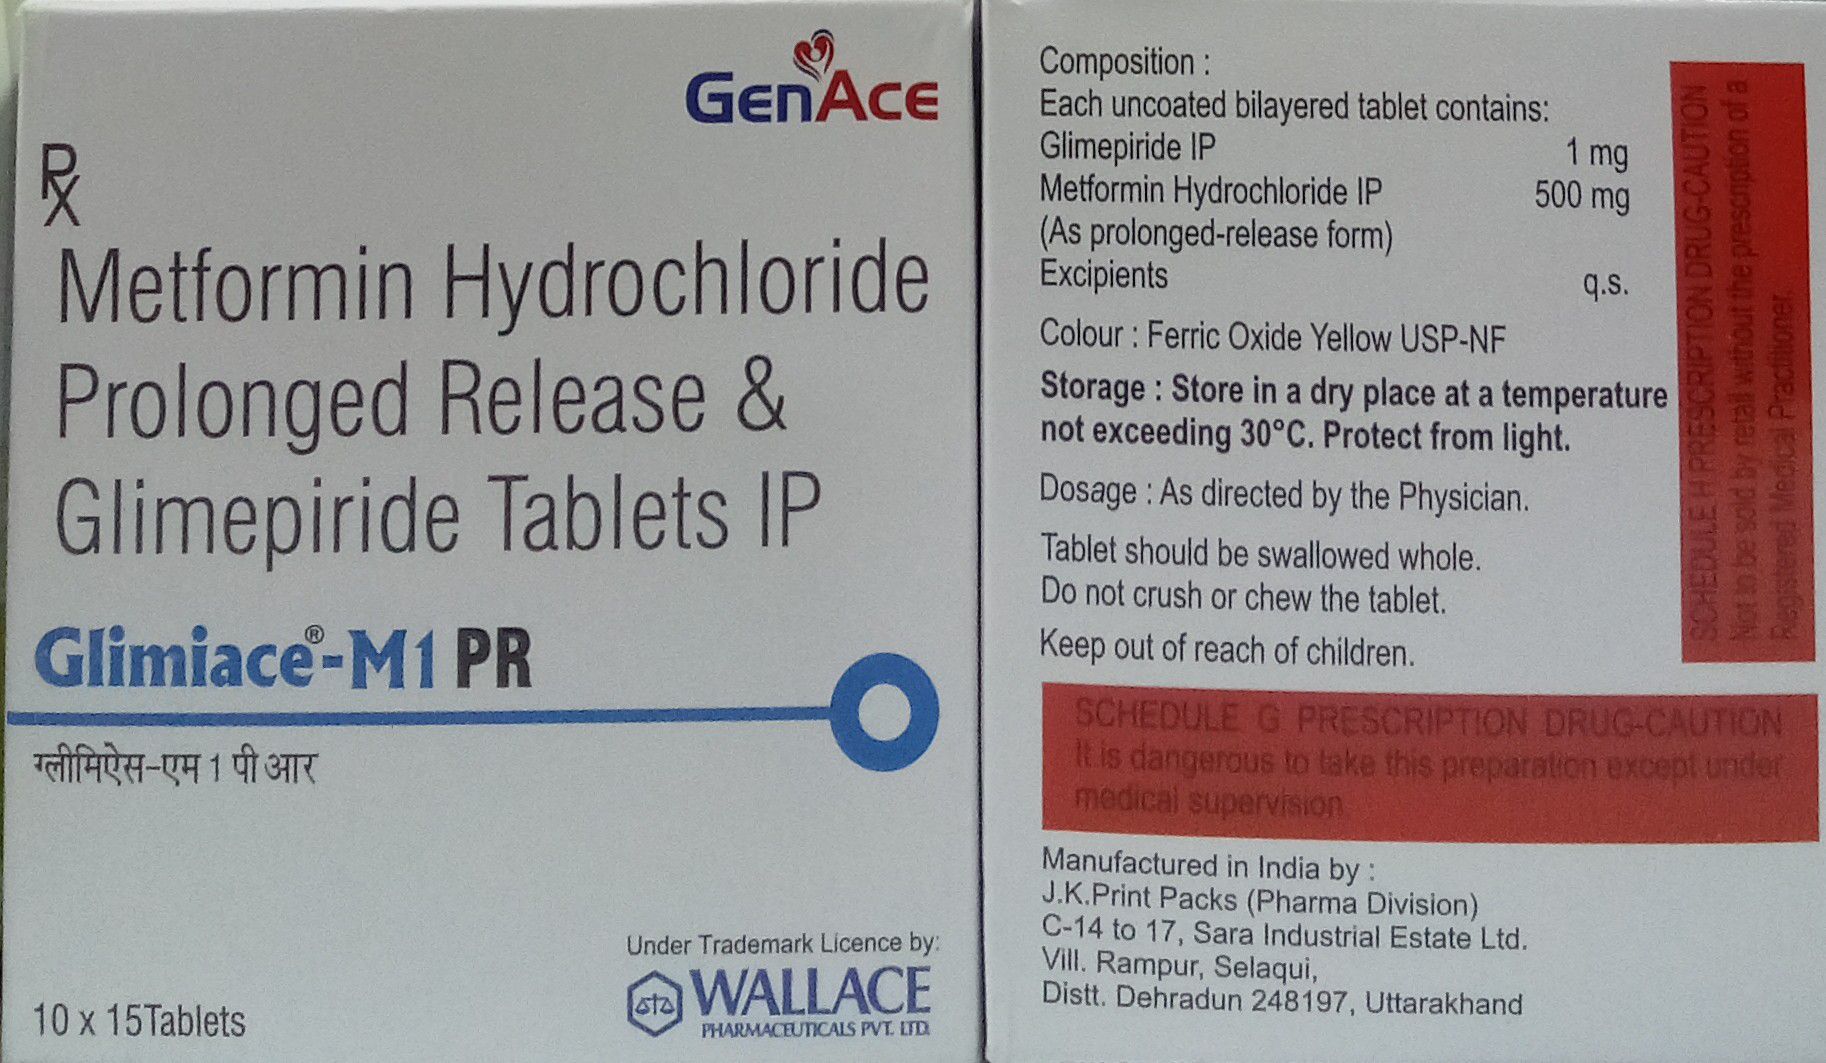 GENACE
Rx
Metformin Hydrochloride
Prolonged Release &
Glimepiride Tablets IP
Glimiace®-M1 PR
ग्लीमिऐस-एम 1 पी आर
Under Trademark Licence by:
WALLACE
PHARMACEUTICALS PVT. LTD.
10 x 15Tablets
Composition :
Each uncoated bilayered tablet contains:
Glimepiride IP 1 mg
Metformin Hydrochloride IP 500 mg
(As prolonged-release form)
Excipients q.s.
Colour : Ferric Oxide Yellow USP-NF
Storage : Store in a dry place at a temperature
not exceeding 30°C. Protect from light.
Dosage : As directed by the Physician.
Tablet should be swallowed whole.
Do not crush or chew the tablet.
Keep out of reach of children.
SCHEDULE H PRESCRIPTION DRUG-CAUTION
Not to be sold by retail without the prescription of a
Registered Medical Practitioner.
SCHEDULE G PRESCRIPTION DRUG-CAUTION
It is dangerous to take this preparation except under
medical supervision.
Manufactured in India by :
J.K.Print Packs (Pharma Division)
C-14 to 17, Sara Industrial Estate Ltd.
Vill. Rampur, Selaqui,
Distt. Dehradun 248197, Uttarakhand